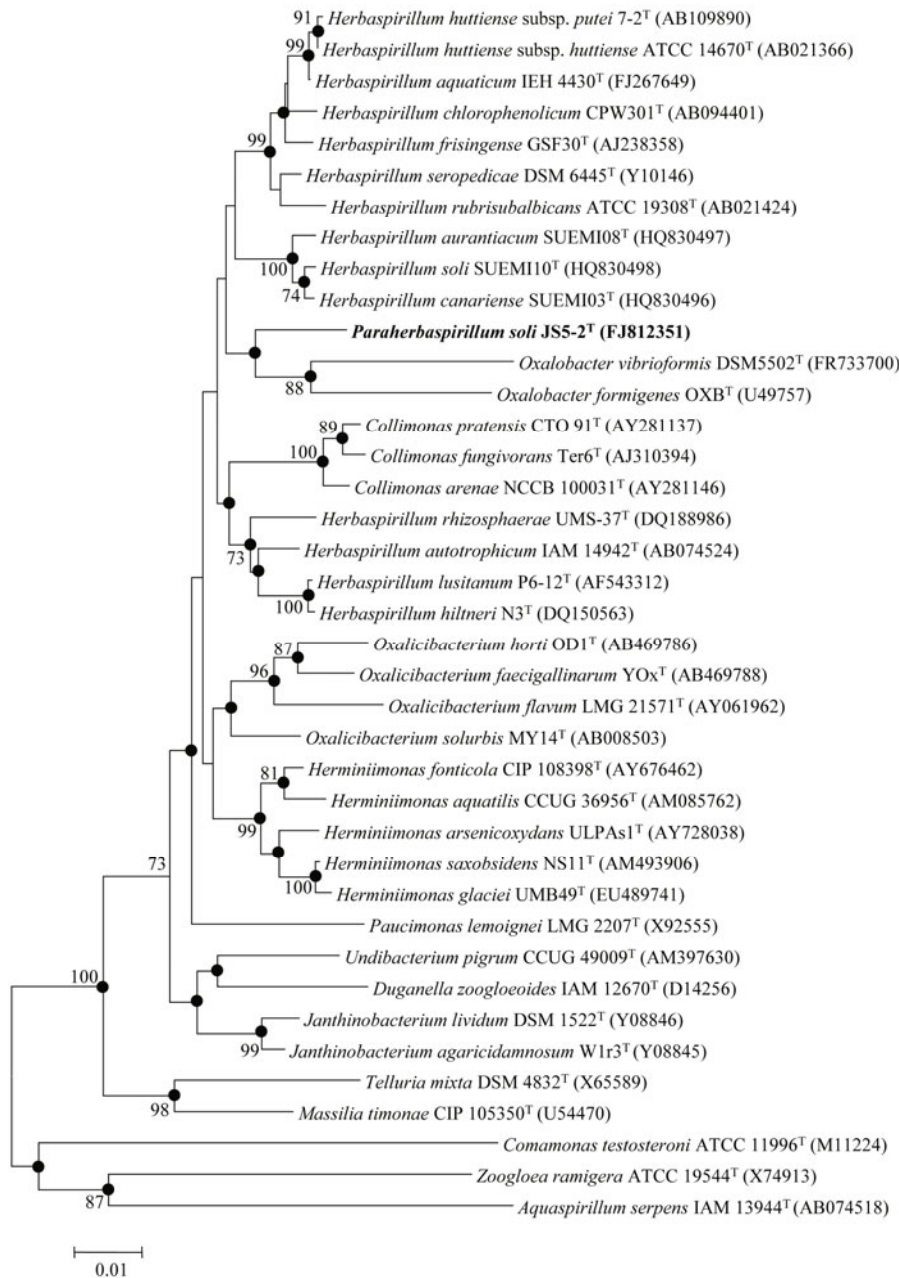 91 Herbaspirillum huttiense subsp. putei 7-2ᵀ (AB109890)
99 Herbaspirillum huttiense subsp. huttiense ATCC 14670ᵀ (AB021366)
Herbaspirillum aquaticum IEH 4430ᵀ (FJ267649)
Herbaspirillum chlorophenolicum CPW301ᵀ (AB094401)
99 Herbaspirillum frisingense GSF30ᵀ (AJ238358)
Herbaspirillum seropedicae DSM 6445ᵀ (Y10146)
Herbaspirillum rubrisubalbicans ATCC 19308ᵀ (AB021424)
Herbaspirillum aurantiacum SUEMI08ᵀ (HQ830497)
100 Herbaspirillum soli SUEMI10ᵀ (HQ830498)
74 Herbaspirillum canariense SUEMI03ᵀ (HQ830496)
Paraherbaspirillum soli JS5-2ᵀ (FJ812351)
Oxalobacter vibrioformis DSM5502ᵀ (FR733700)
88 Oxalobacter formigenes OXBᵀ (U49757)
89 Collimonas pratensis CTO 91ᵀ (AY281137)
100 Collimonas fungivorans Ter6ᵀ (AJ310394)
Collimonas arenae NCCB 100031ᵀ (AY281146)
Herbaspirillum rhizosphaerae UMS-37ᵀ (DQ188986)
73 Herbaspirillum autotrophicum IAM 14942ᵀ (AB074524)
Herbaspirillum lusitanum P6-12ᵀ (AF543312)
100 Herbaspirillum hiltneri N3ᵀ (DQ150563)
87 Oxalicibacterium horti OD1ᵀ (AB469786)
96 Oxalicibacterium faecigallinarum YOxᵀ (AB469788)
Oxalicibacterium flavum LMG 21571ᵀ (AY061962)
Oxalicibacterium solurbis MY14ᵀ (AB008503)
81 Herminiimonas fonticola CIP 108398ᵀ (AY676462)
Herminiimonas aquatilis CCUG 36956ᵀ (AM085762)
99 Herminiimonas arsenicoxydans ULPAs1ᵀ (AY728038)
73 Herminiimonas saxobsidens NS11ᵀ (AM493906)
100 Herminiimonas glaciei UMB49ᵀ (EU489741)
Paucimonas lemoignei LMG 2207ᵀ (X92555)
Undibacterium pigrum CCUG 49009ᵀ (AM397630)
100 Duganella zoogloeoides IAM 12670ᵀ (D14256)
Janthinobacterium lividum DSM 1522ᵀ (Y08846)
99 Janthinobacterium agaricidamnosum W1r3ᵀ (Y08845)
Telluria mixta DSM 4832ᵀ (X65589)
98 Massilia timonae CIP 105350ᵀ (U54470)
Comamonas testosteroni ATCC 11996ᵀ (M11224)
Zoogloea ramigera ATCC 19544ᵀ (X74913)
87 Aquaspirillum serpens IAM 13944ᵀ (AB074518)
0.01